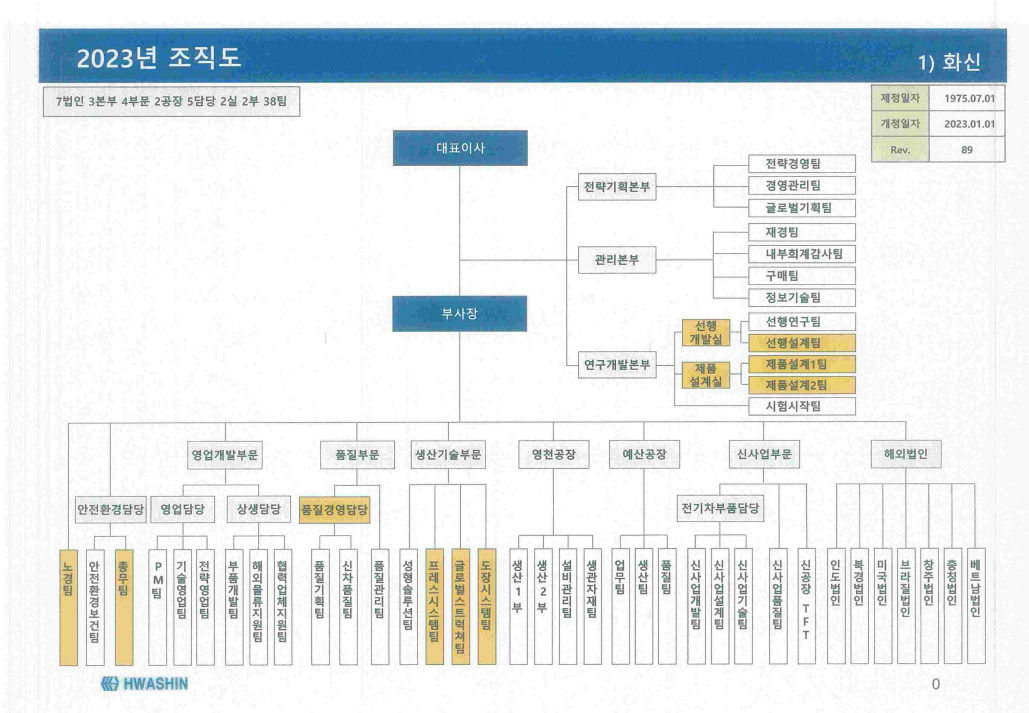 2023년 조직도
1) 화신
7법인 3본부 4부문 2공장 5담당 2실 2부 38팀
제정일자 1975.07.01
개정일자 2023.01.01
Rev. 89
대표이사
부사장
전략기획본부
전략경영팀
경영관리팀
글로벌기획팀
관리본부
재경팀
내부회계감사팀
구매팀
정보기술팀
연구개발본부
선행
개발실
선행연구팀
선행설계팀
제품
설계실
제품설계1팀
제품설계2팀
시험시작팀
영업개발부문
품질부문
생산기술부문
영천공장
예산공장
신사업부문
해외법인
안전환경담당
영업담당
상생담당
품질경영담당
전기차부품담당
노경팀
안전환경보건팀
총무팀
PM팀
기술영업팀
전략영업팀
부품개발팀
해외물류지원팀
협력업체지원팀
품질기획팀
신차품질팀
품질관리팀
성형솔루션팀
프레스시스템팀
글로벌스트럭쳐팀
도장시스템팀
생산1부
생산2부
설비관리팀
생관자재팀
업무팀
생산팀
품질팀
신사업개발팀
신사업설계팀
신사업기술팀
신사업품질팀
신공장 TFT
인도법인
북경법인
미국법인
브라질법인
창주법인
충칭법인
베트남법인
HWASHIN
0